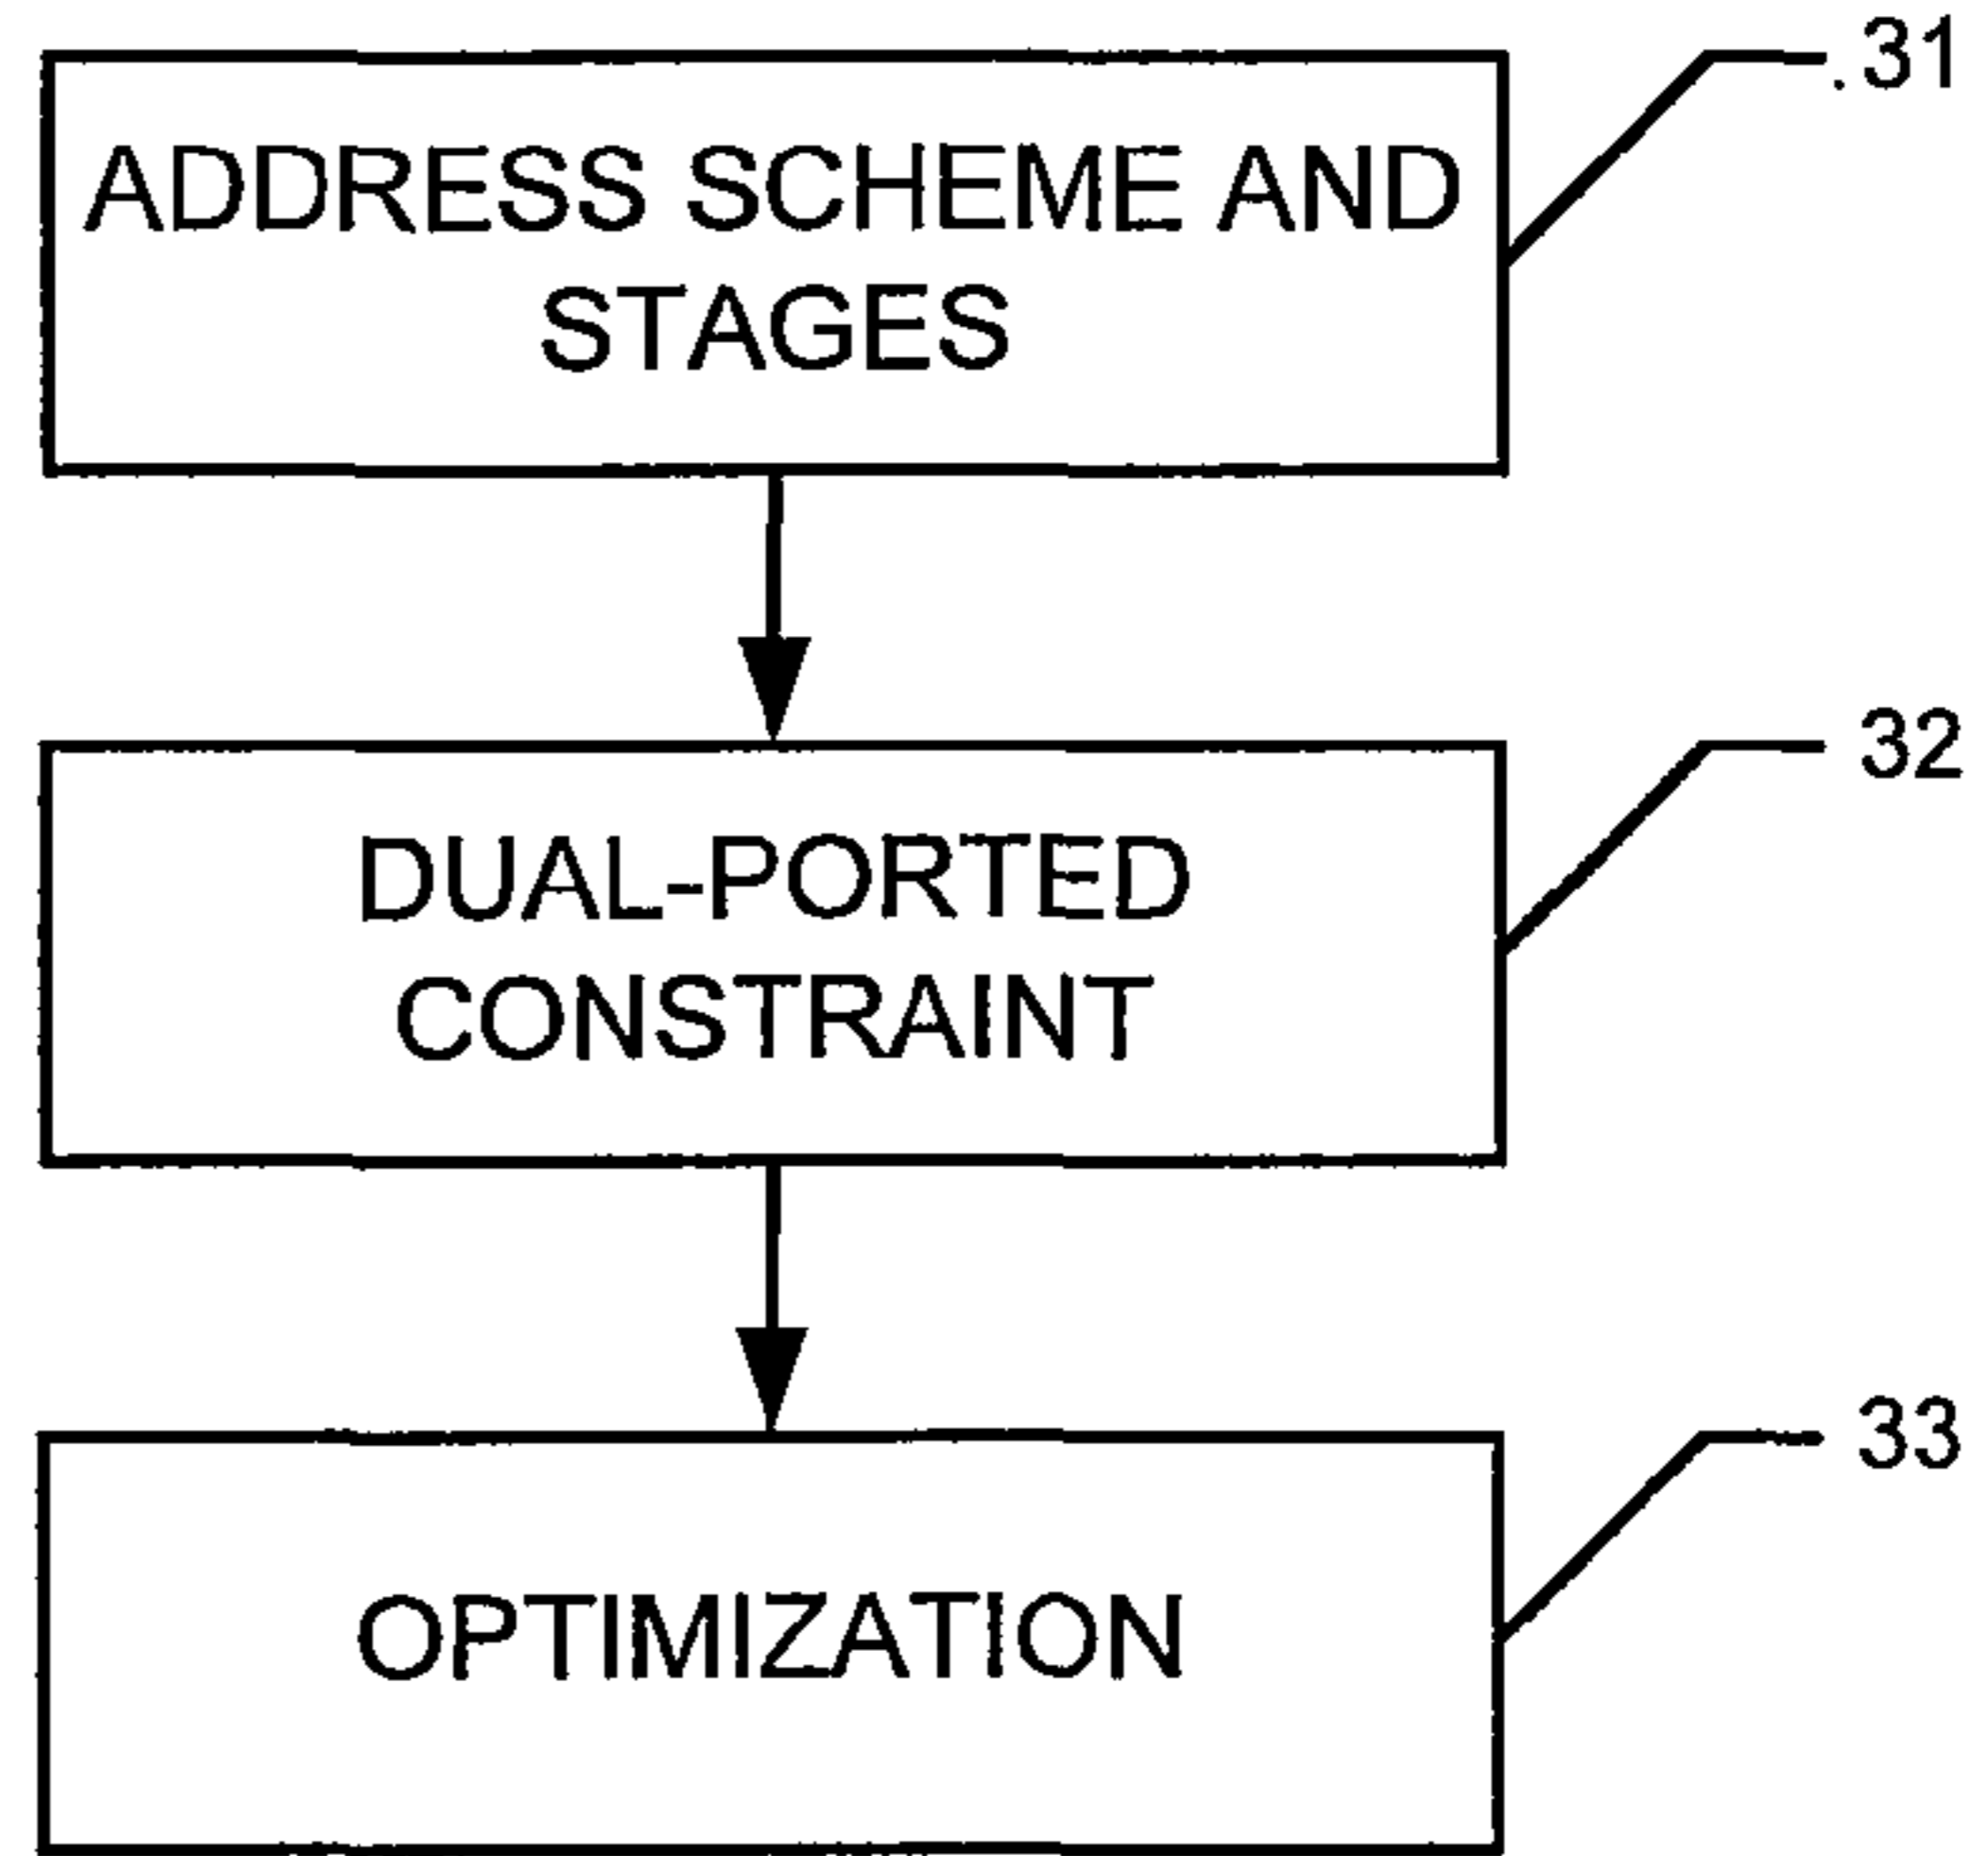 .31
ADDRESS SCHEME AND
STAGES
32
DUAL-PORTED
CONSTRAINT
33
OPTIMIZATION